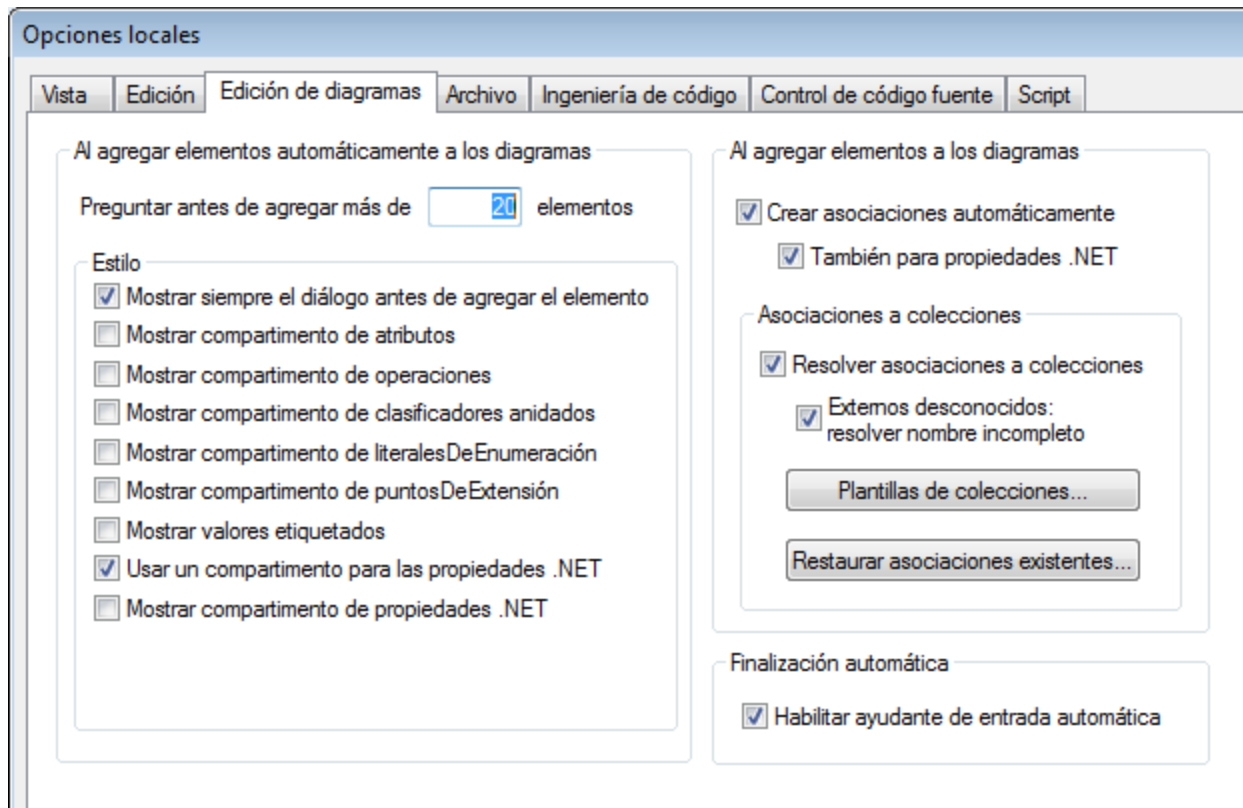 Opciones locales
Vista Edición Edición de diagramas Archivo Ingeniería de código Control de código fuente Script
Al agregar elementos automáticamente a los diagramas
Preguntar antes de agregar más de 20 elementos
Estilo
Mostrar siempre el diálogo antes de agregar el elemento
Mostrar compartimento de atributos
Mostrar compartimento de operaciones
Mostrar compartimento de clasificadores anidados
Mostrar compartimento de literalesDeEnumeración
Mostrar compartimento de puntosDeExtensión
Mostrar valores etiquetados
Usar un compartimento para las propiedades .NET
Mostrar compartimento de propiedades .NET
Al agregar elementos a los diagramas
Crear asociaciones automáticamente
También para propiedades .NET
Asociaciones a colecciones
Resolver asociaciones a colecciones
Externos desconocidos:
resolver nombre incompleto
Plantillas de colecciones...
Restaurar asociaciones existentes...
Finalización automática
Habilitar ayudante de entrada automática